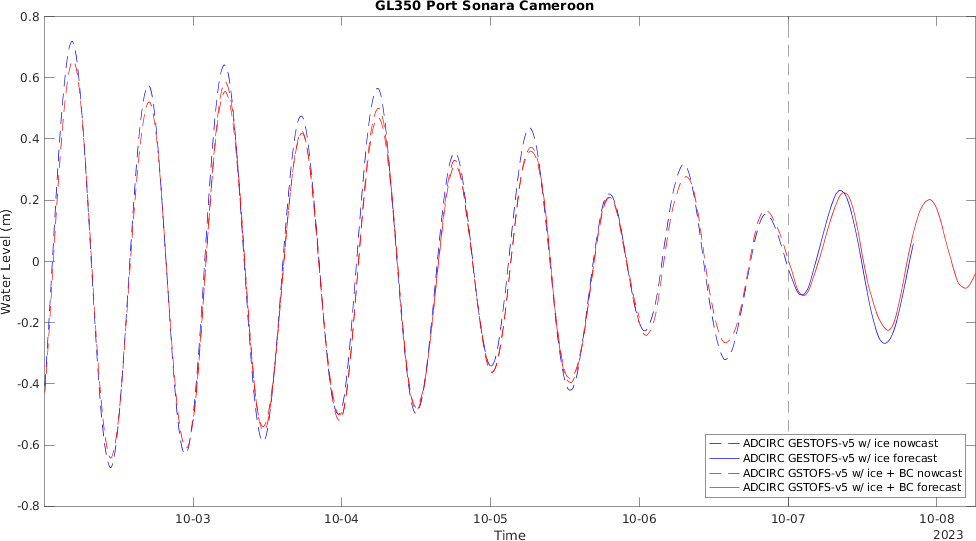 GL350 Port Sonara Cameroon
0.8
0.6
0.4
0.2
0
-0.2
-0.4
-0.6
-0.8
Water Level (m)
ADCIRC GESTOFS-v5 w/ ice nowcast
ADCIRC GESTOFS-v5 w/ ice forecast
ADCIRC GSTOFS-v5 w/ ice + BC nowcast
ADCIRC GSTOFS-v5 w/ ice + BC forecast
10-03 10-04 10-05 10-06 10-07 10-08
Time
2023